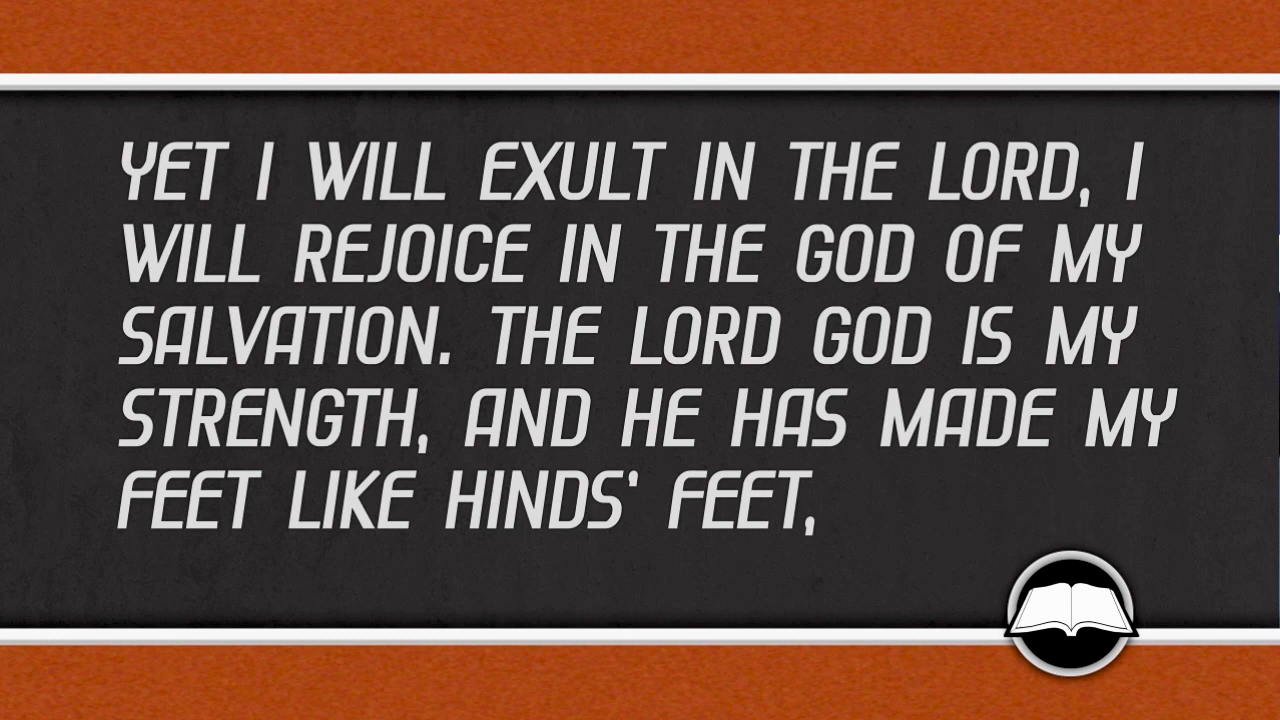 YET I WILL EXULT IN THE LORD, I
WILL REJOICE IN THE GOD OF MY
SALVATION. THE LORD GOD IS MY
STRENGTH, AND HE HAS MADE MY
FEET LIKE HINDS' FEET,